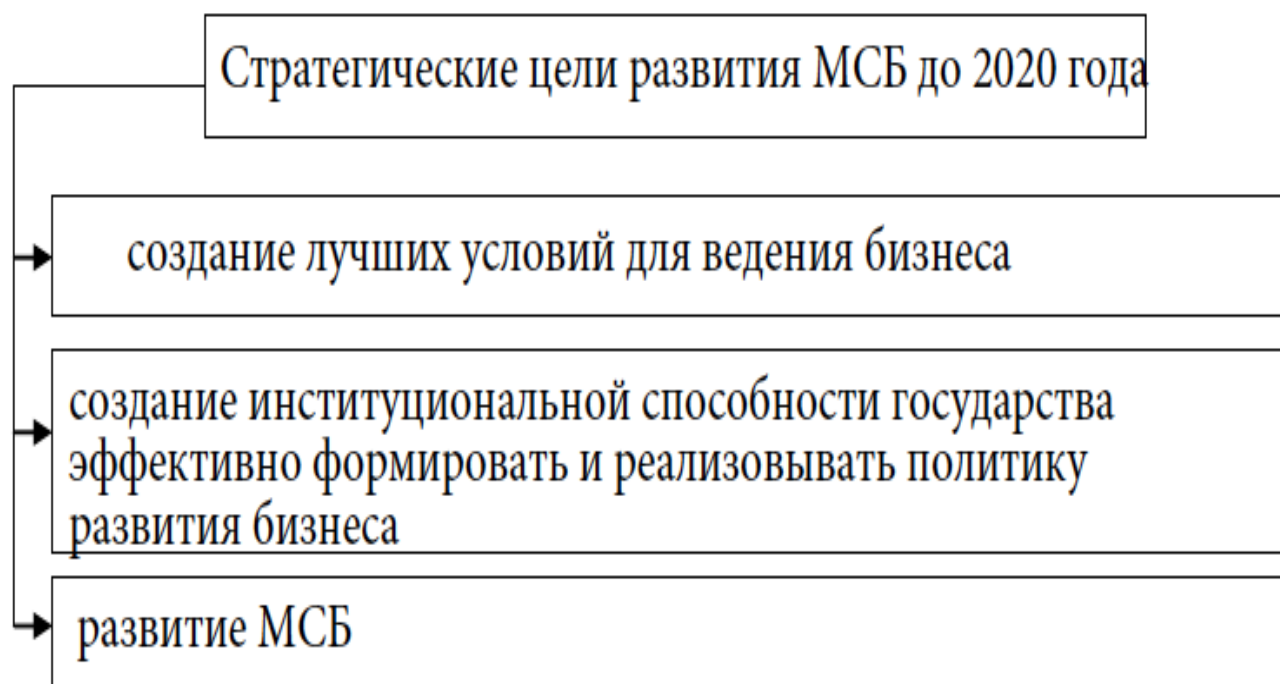 Стратегические цели развития МСБ до 2020 года
создание лучших условий для ведения бизнеса
создание институциональной способности государства
эффективно формировать и реализовывать политику
развития бизнеса
развитие МСБ